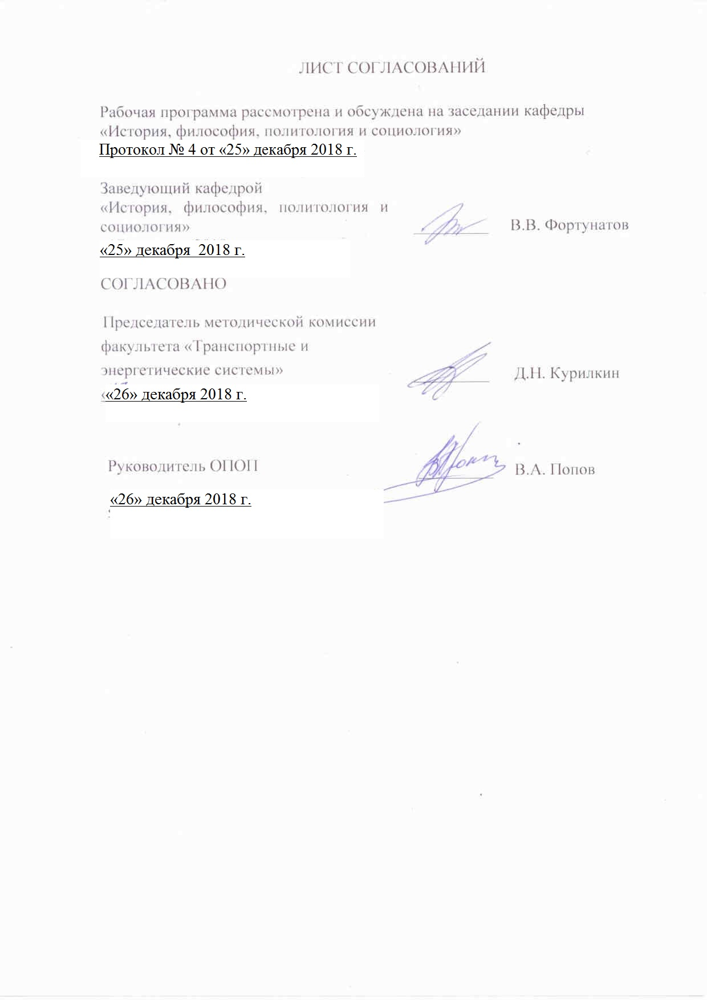 ЛИСТ СОГЛАСОВАНИЙ
Рабочая программа рассмотрена и обсуждена на заседании кафедры
«История, философия, политология и социология»
Протокол № 4 от «25» декабря 2018 г.
Заведующий кафедрой
«История, философия, политология и
социология»
В.В. Фортунатов
«25» декабря 2018 г.
СОГЛАСОВАНО
Председатель методической комиссии
факультета «Транспортные и
энергетические системы»
Д.Н. Курилкин
«26» декабря 2018 г.
Руководитель ОПОП
В.А. Попов
«26» декабря 2018 г.